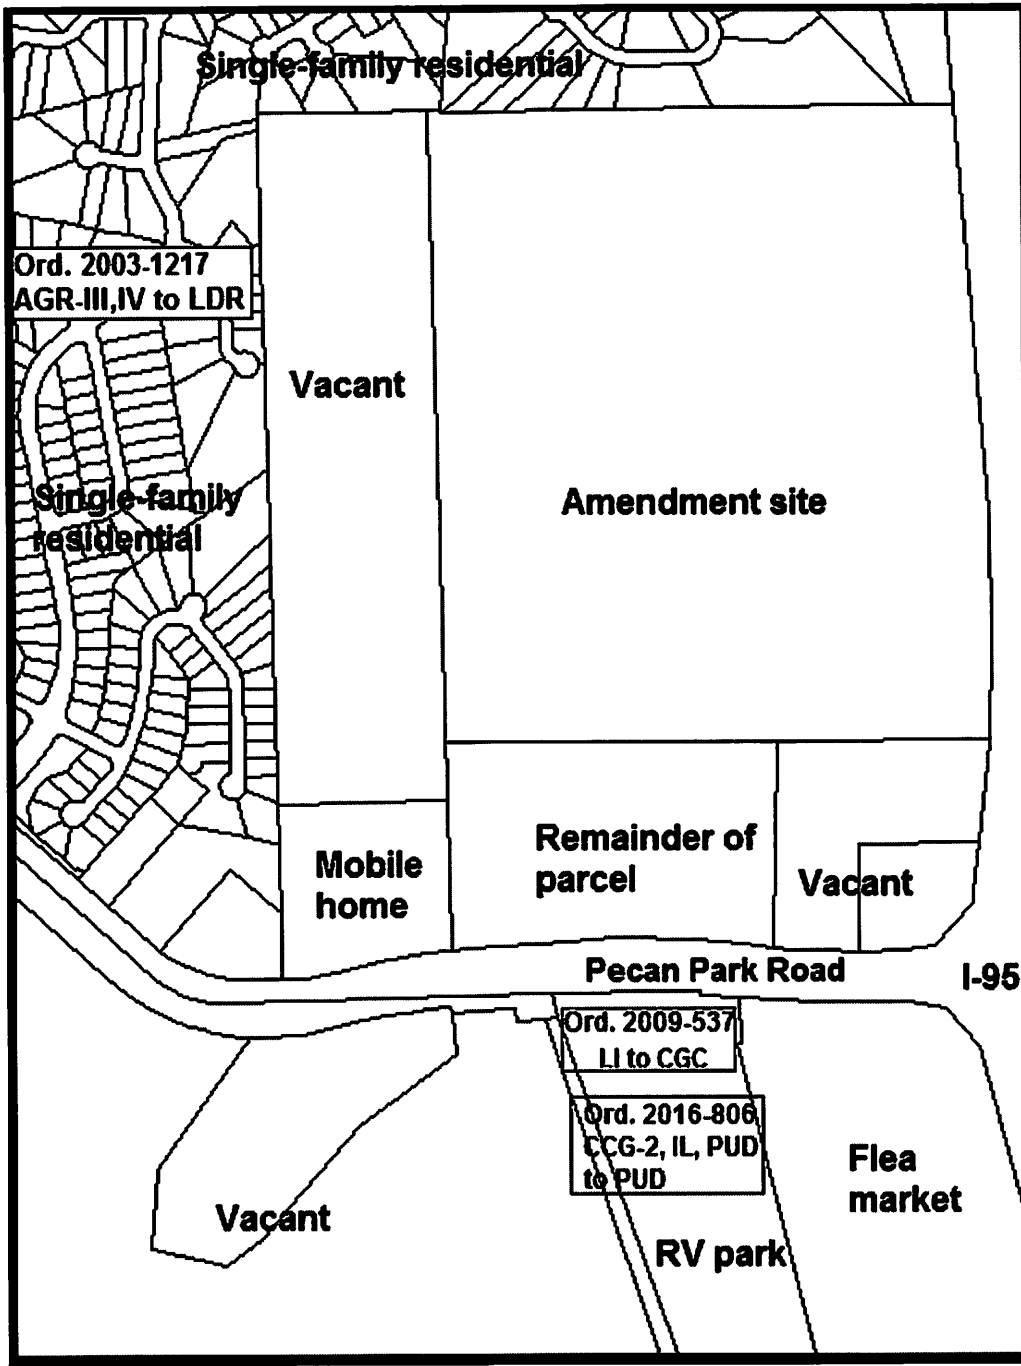 Single-family residential
Ord. 2003-1217
AGR-III,IV to LDR
Vacant
Single-family
residential
Amendment site
Mobile
home
Remainder of
parcel
Vacant
Pecan Park Road
I-95
Ord. 2009-537
LI to CGC
Ord. 2016-806
CCG-2, IL, PUD
to PUD
Flea
market
Vacant
RV park